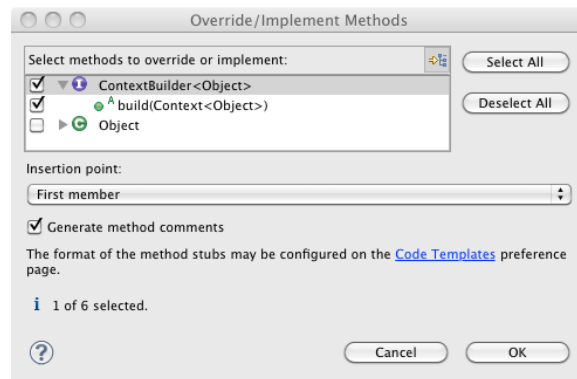 Override/Implement Methods
Select methods to override or implement:
Select All
I ContextBuilder<Object>
A build(Context<Object>)
Deselect All
C Object
Insertion point:
First member
Generate method comments
The format of the method stubs may be configured on the Code Templates preference
page.
i 1 of 6 selected.
?
Cancel
OK